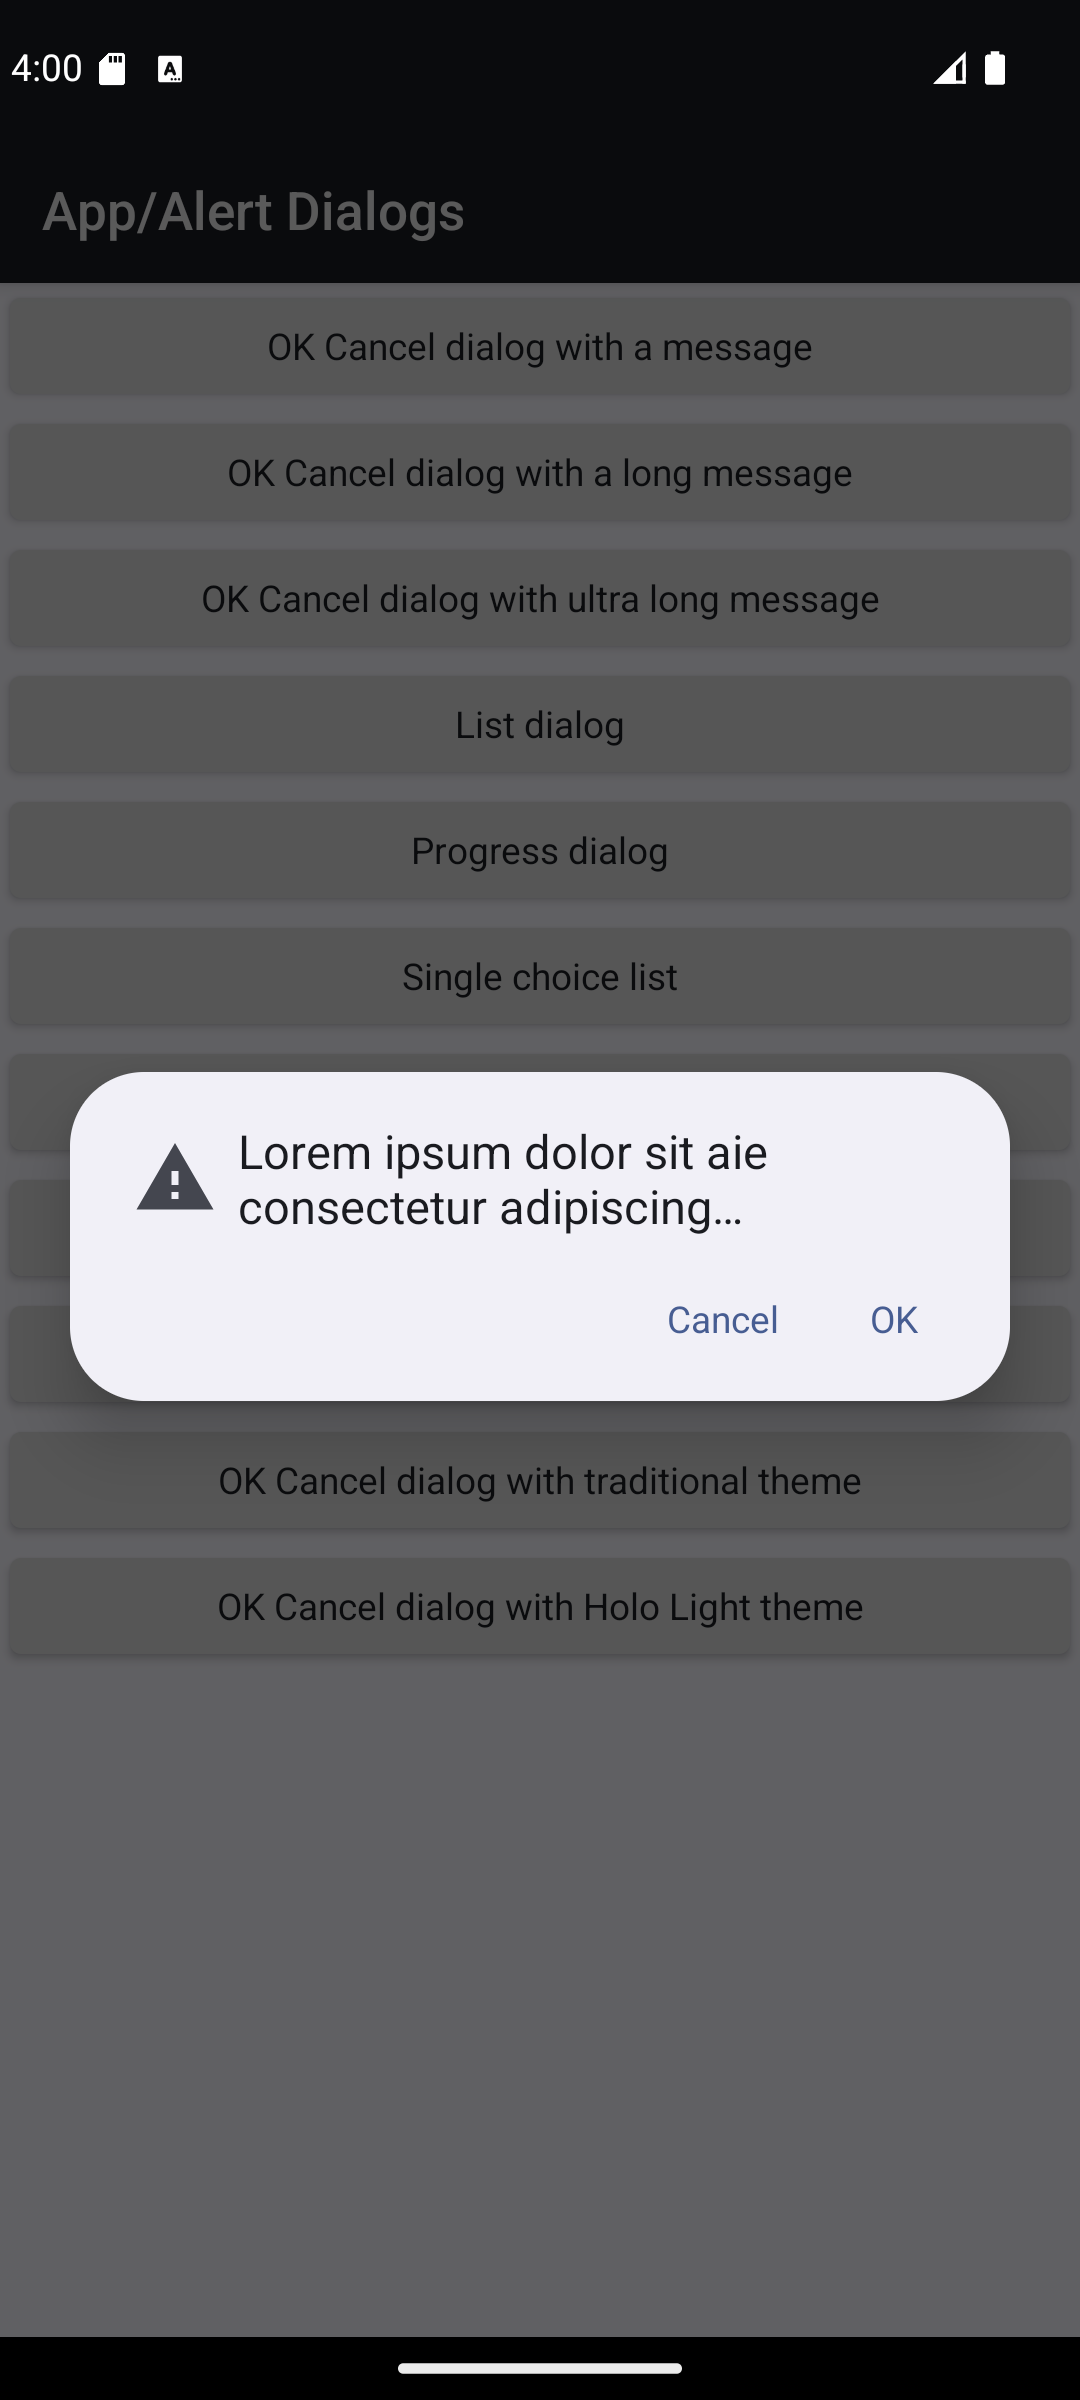 4:00
App/Alert Dialogs
OK Cancel dialog with a message
OK Cancel dialog with a long message
OK Cancel dialog with ultra long message
List dialog
Progress dialog
Single choice list
Lorem ipsum dolor sit aie
consectetur adipiscing…
Cancel OK
OK Cancel dialog with traditional theme
OK Cancel dialog with Holo Light theme